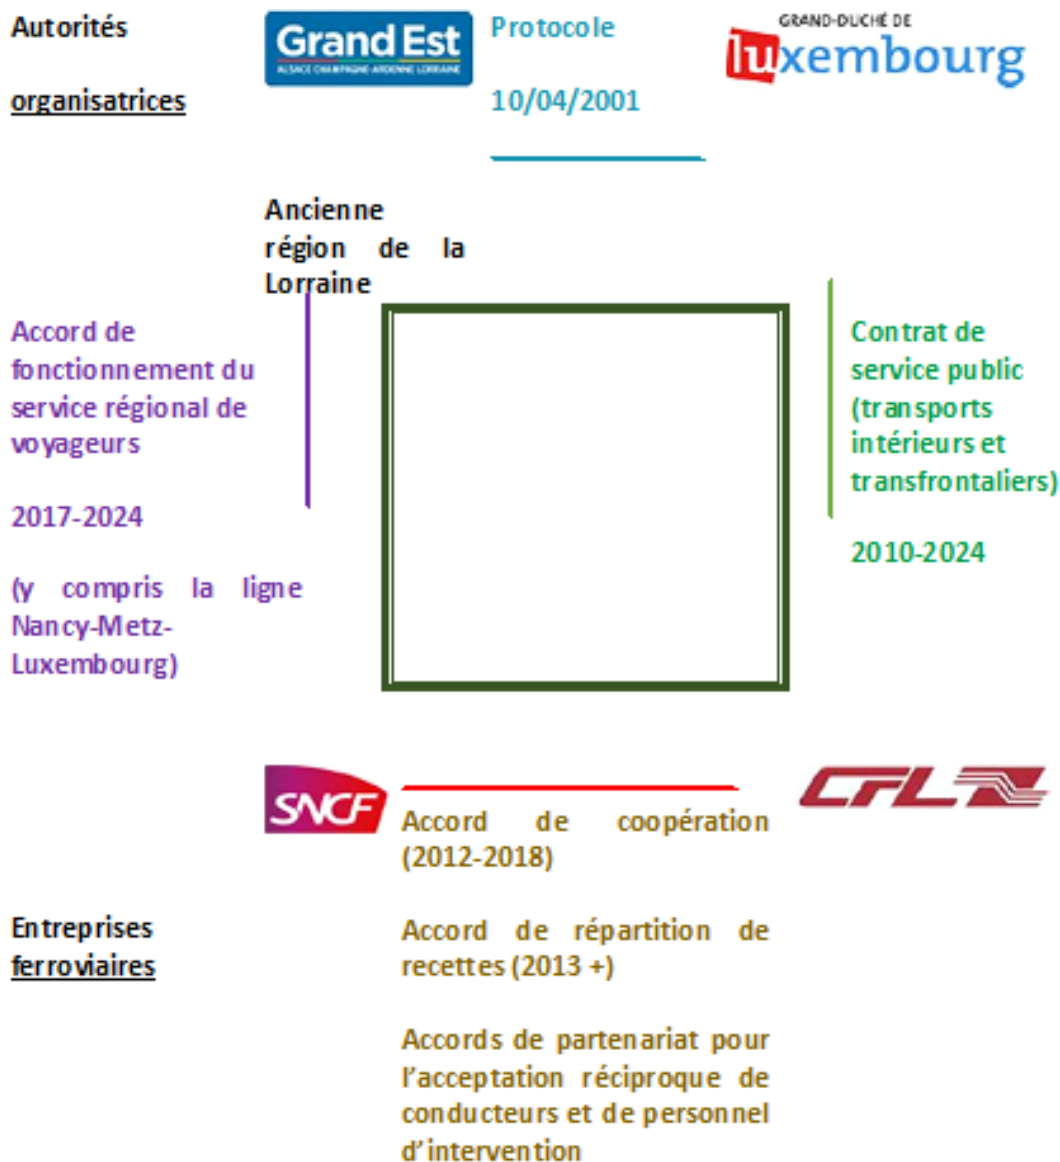 Autorités
organisatrices
Grand Est
ALSACE CHAMPAGNE-ARDENNE LORRAINE
Protocole
10/04/2001
GRAND-DUCHÉ DE
luxembourg
Ancienne
région de la
Lorraine
Accord de
fonctionnement du
service régional de
voyageurs
2017-2024
(y compris la ligne
Nancy-Metz-
Luxembourg)
Contrat de
service public
(transports
intérieurs et
transfrontaliers)
2010-2024
SNCF
CFL
Accord de coopération
(2012-2018)
Entreprises
ferroviaires
Accord de répartition de
recettes (2013 +)
Accords de partenariat pour
l'acceptation réciproque de
conducteurs et de personnel
d'intervention